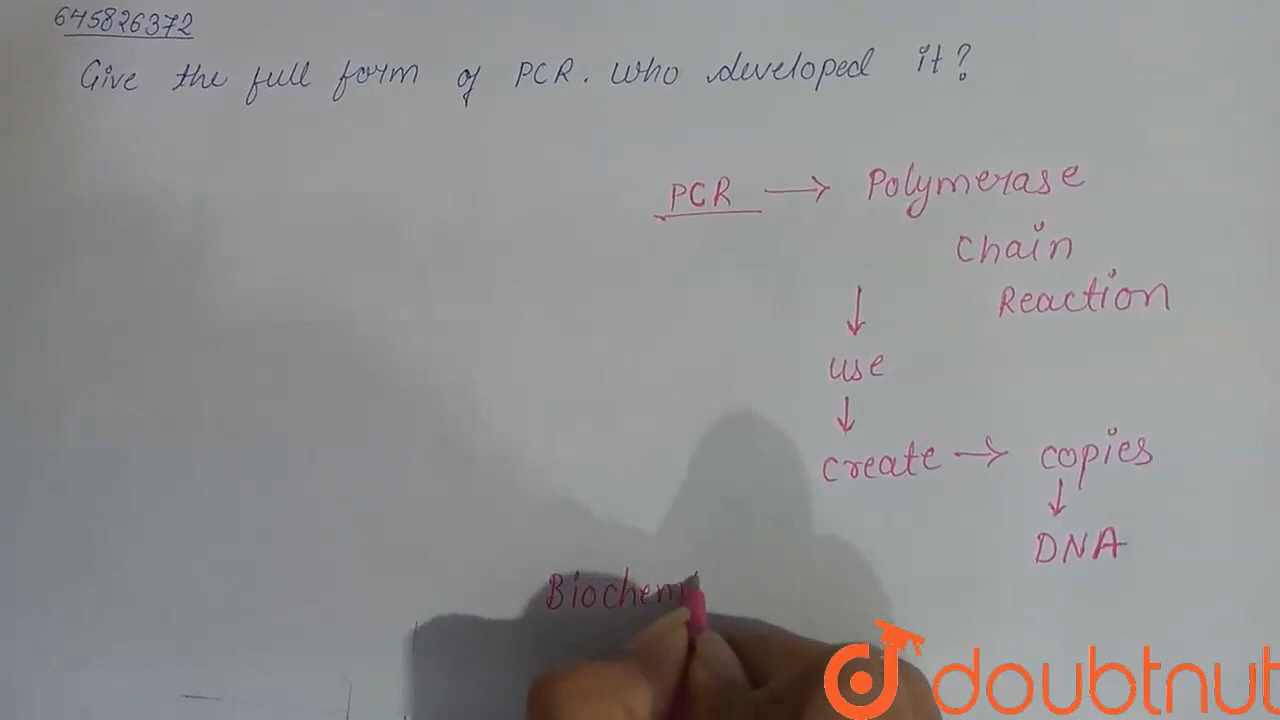 645826372
Give the full form of PCR. Who developed it?
PCR → Polymerase
Chain
Reaction
↓
use
↓
create → copies
↓
DNA
Biochem
doubtnut